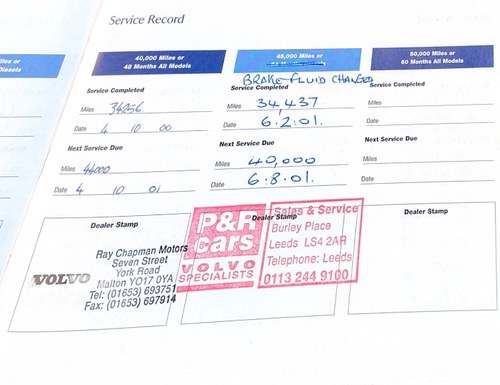 Service Record
40,000 Miles or
48 Months All Models
Service Completed
Miles 34256
Date 4 10 00
Next Service Due
Miles 44000
Date 4 10 01
Dealer Stamp
VOLVO
Ray Chapman Motors
Seven Street
York Road
Malton YO17 0YA
Tel: (01653) 693751
Fax: (01653) 697914
45,000 Miles or
BRAKE FLUID CHANGED
Service Completed
Miles 34,437
Date 6.2.01.
Next Service Due
Miles 40,000
Date 6.8.01.
Dealer Stamp
P&R
cars
VOLVO
SPECIALISTS
Sales & Service
Burley Place
Leeds LS4 2AR
Telephone: Leeds
0113 244 9100
50,000 Miles or
60 Months All Models
Service Completed
Miles
Date
Next Service Due
Miles
Date
Dealer Stamp